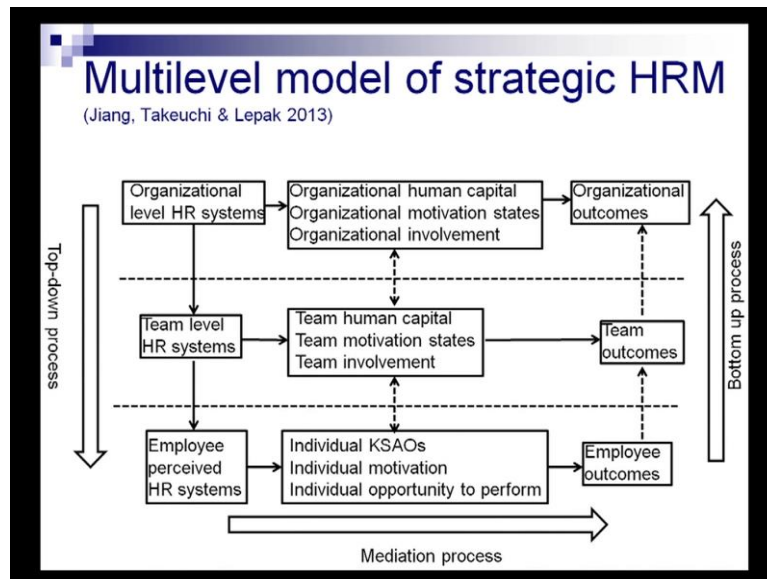 Multilevel model of strategic HRM
(Jiang, Takeuchi & Lepak 2013)
Organizational
level HR systems
Organizational human capital
Organizational motivation states
Organizational involvement
Organizational
outcomes
Top-down process
Team level
HR systems
Team human capital
Team motivation states
Team involvement
Team
outcomes
Bottom up process
Employee
perceived
HR systems
Individual KSAOs
Individual motivation
Individual opportunity to perform
Employee
outcomes
Mediation process